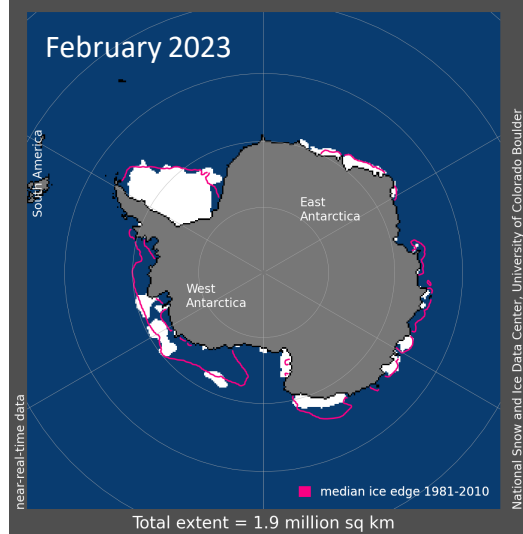 February 2023
South America
East
Antarctica
West
Antarctica
near-real-time data
National Snow and Ice Data Center, University of Colorado Boulder
median ice edge 1981-2010
Total extent = 1.9 million sq km